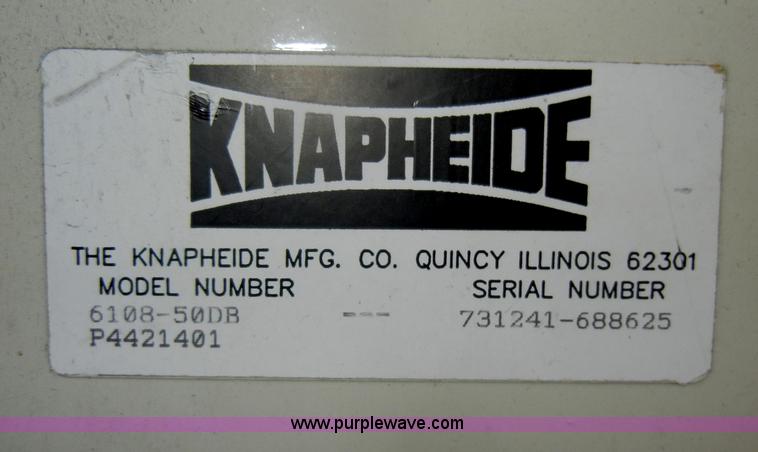 KNAPHEIDE
THE KNAPHEIDE MFG. CO. QUINCY ILLINOIS 62301
MODEL NUMBER SERIAL NUMBER
6108-50DB --- 731241-688625
P4421401
www.purplewave.com